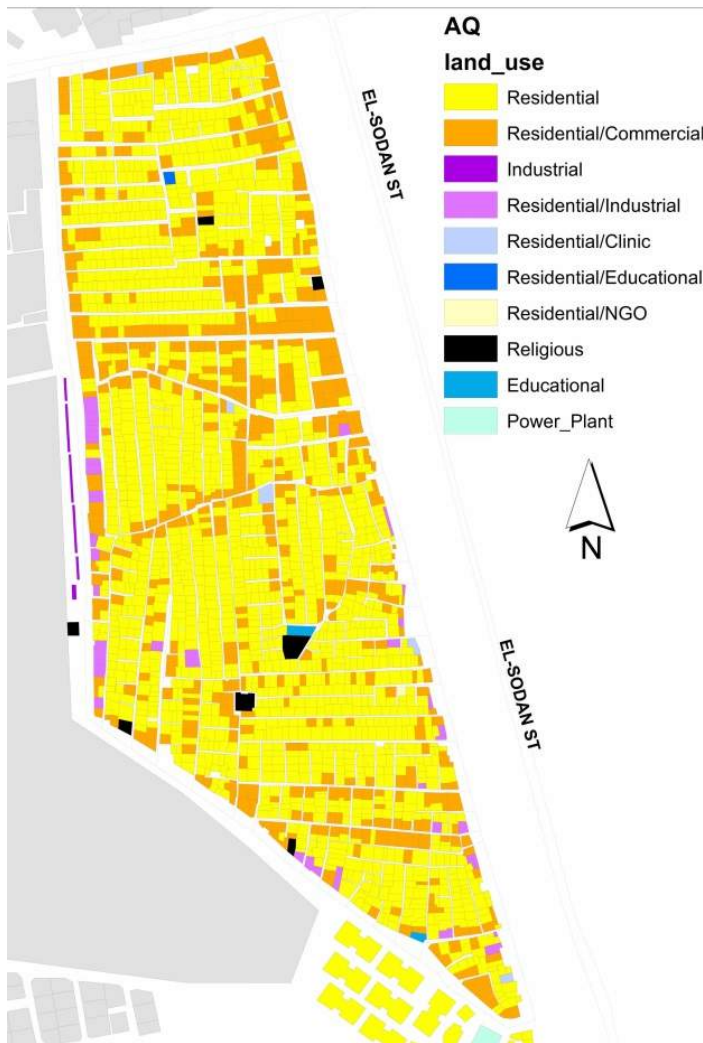 AQ
land_use
Residential
Residential/Commercial
Industrial
Residential/Industrial
Residential/Clinic
Residential/Educational
Residential/NGO
Religious
Educational
Power_Plant
N
EL-SODAN ST
EL-SODAN ST